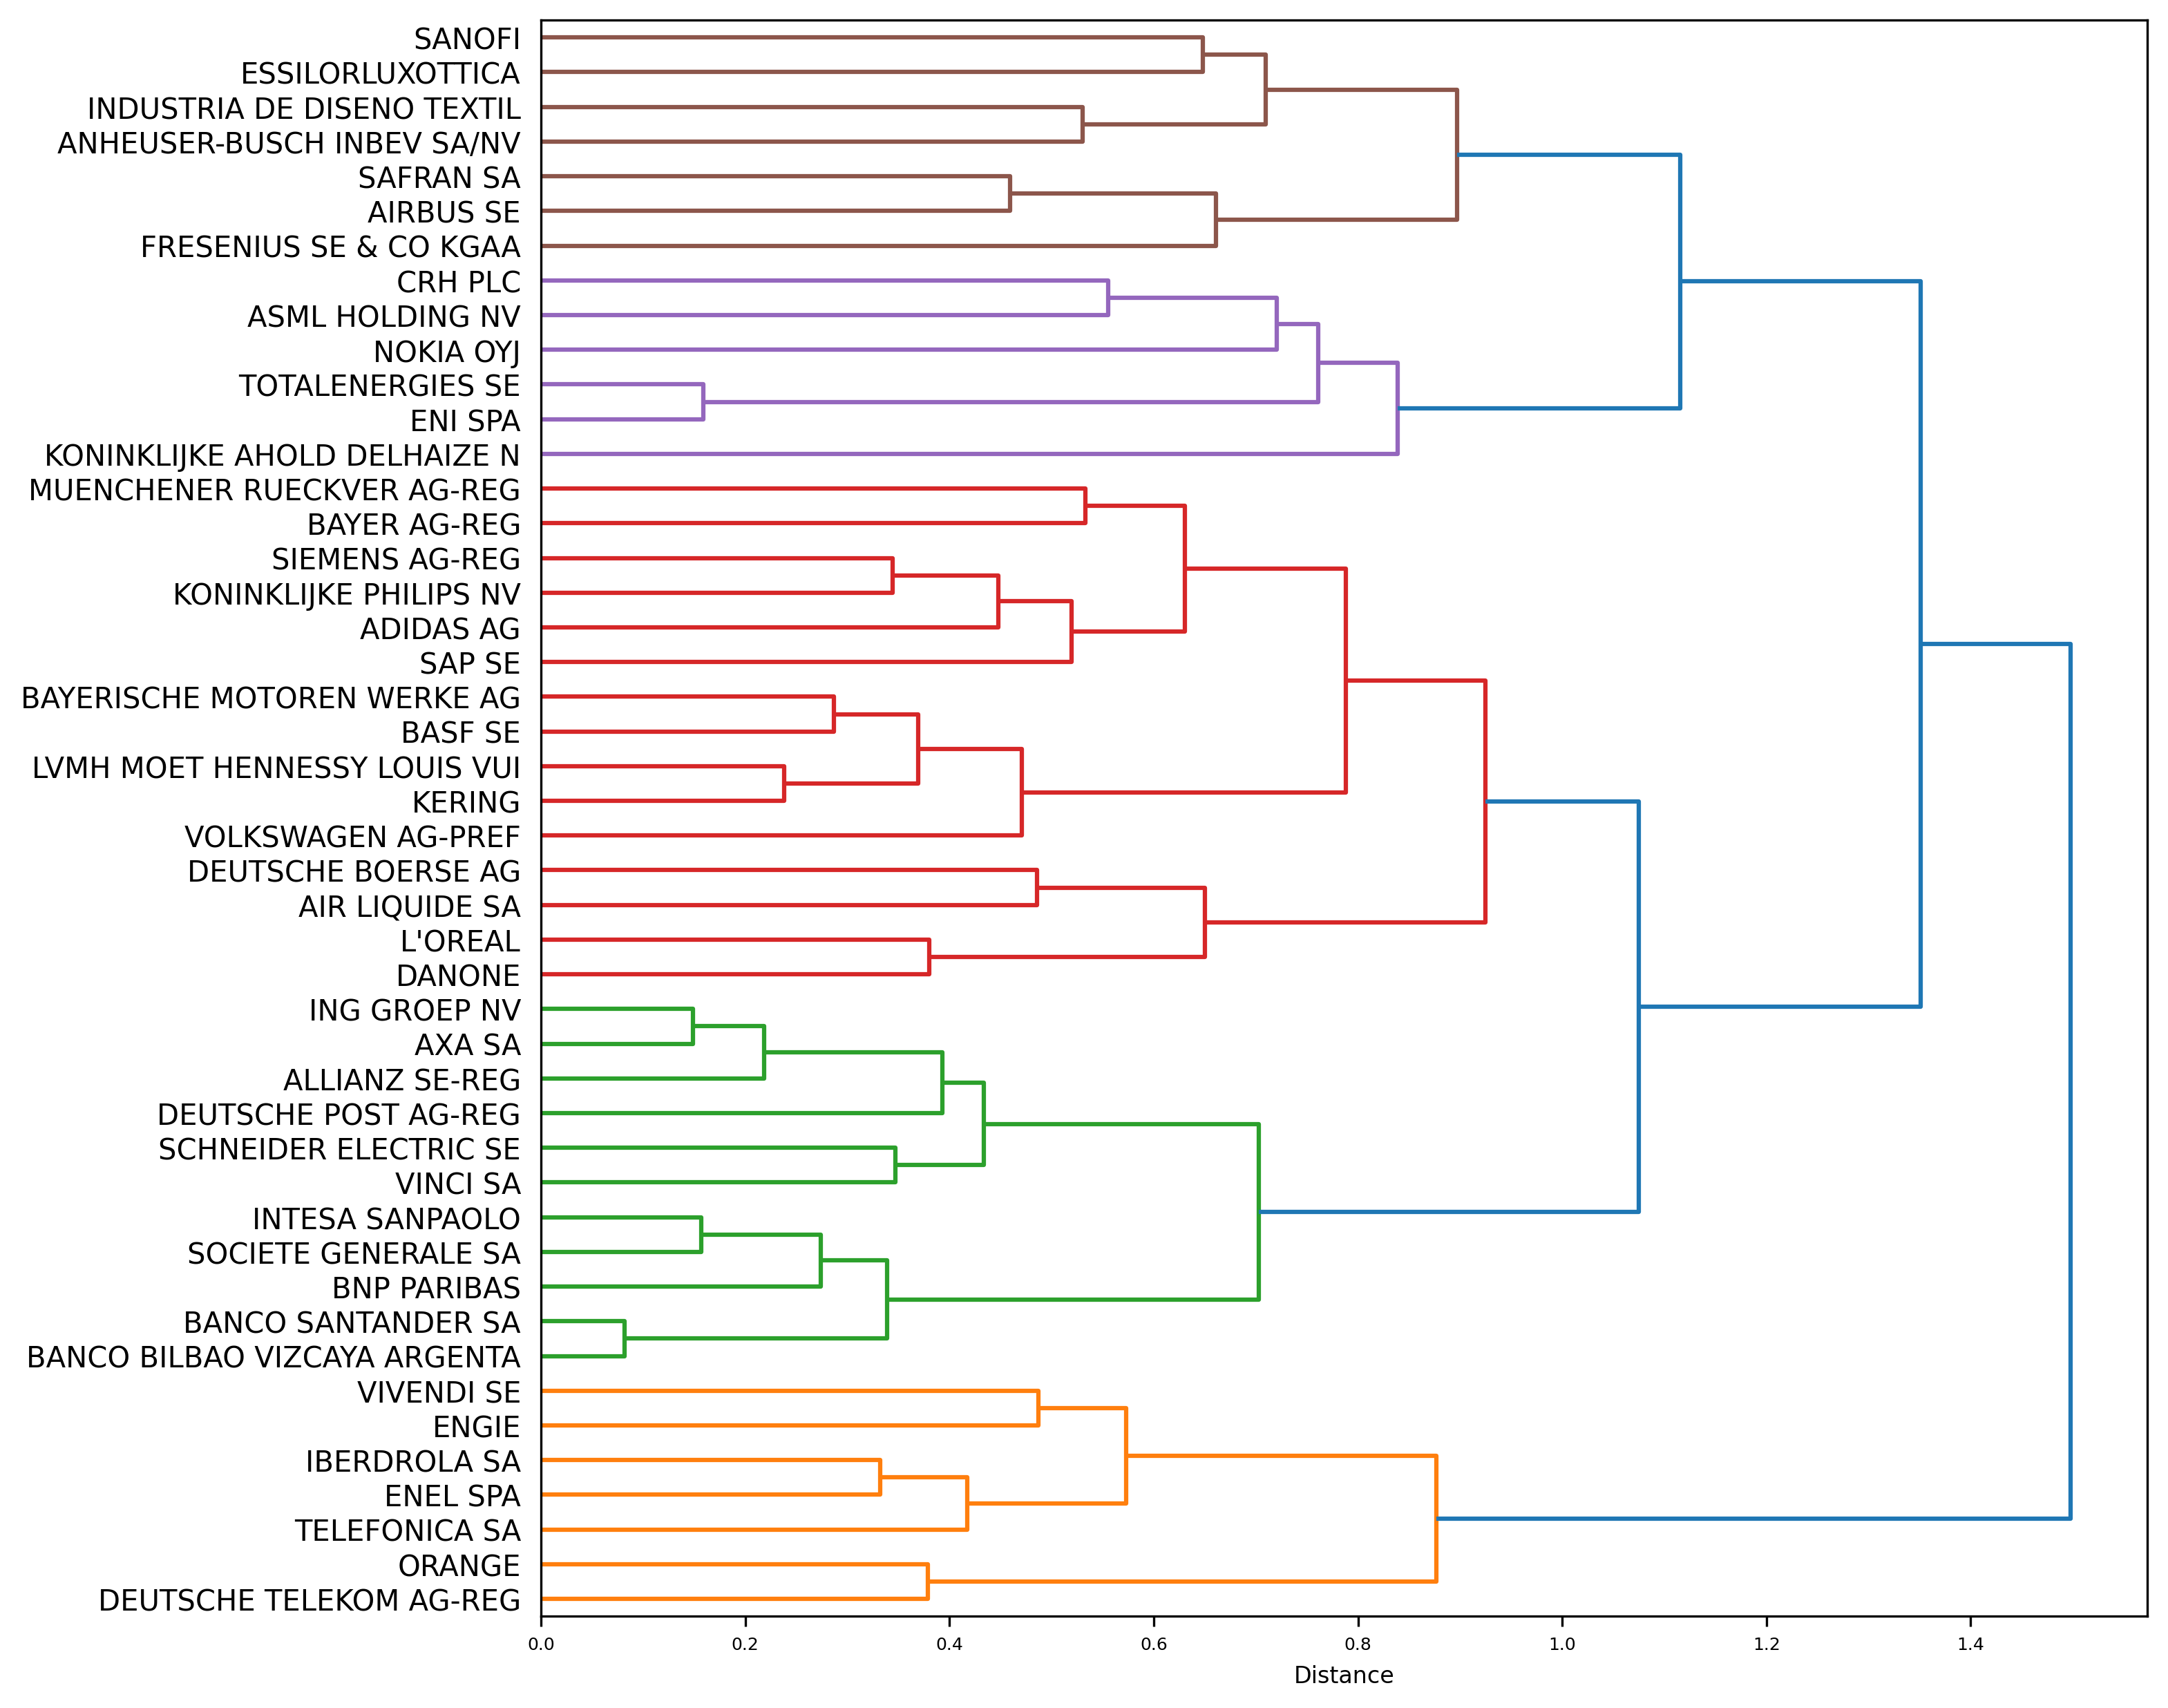 SANOFI
ESSILORLUXOTTICA
INDUSTRIA DE DISENO TEXTIL
ANHEUSER-BUSCH INBEV SA/NV
SAFRAN SA
AIRBUS SE
FRESENIUS SE & CO KGAA
CRH PLC
ASML HOLDING NV
NOKIA OYJ
TOTALENERGIES SE
ENI SPA
KONINKLIJKE AHOLD DELHAIZE N
MUENCHENER RUECKVER AG-REG
BAYER AG-REG
SIEMENS AG-REG
KONINKLIJKE PHILIPS NV
ADIDAS AG
SAP SE
BAYERISCHE MOTOREN WERKE AG
BASF SE
LVMH MOET HENNESSY LOUIS VUI
KERING
VOLKSWAGEN AG-PREF
DEUTSCHE BOERSE AG
AIR LIQUIDE SA
L'OREAL
DANONE
ING GROEP NV
AXA SA
ALLIANZ SE-REG
DEUTSCHE POST AG-REG
SCHNEIDER ELECTRIC SE
VINCI SA
INTESA SANPAOLO
SOCIETE GENERALE SA
BNP PARIBAS
BANCO SANTANDER SA
BANCO BILBAO VIZCAYA ARGENTA
VIVENDI SE
ENGIE
IBERDROLA SA
ENEL SPA
TELEFONICA SA
ORANGE
DEUTSCHE TELEKOM AG-REG
0.0 0.2 0.4 0.6 0.8 1.0 1.2 1.4
Distance